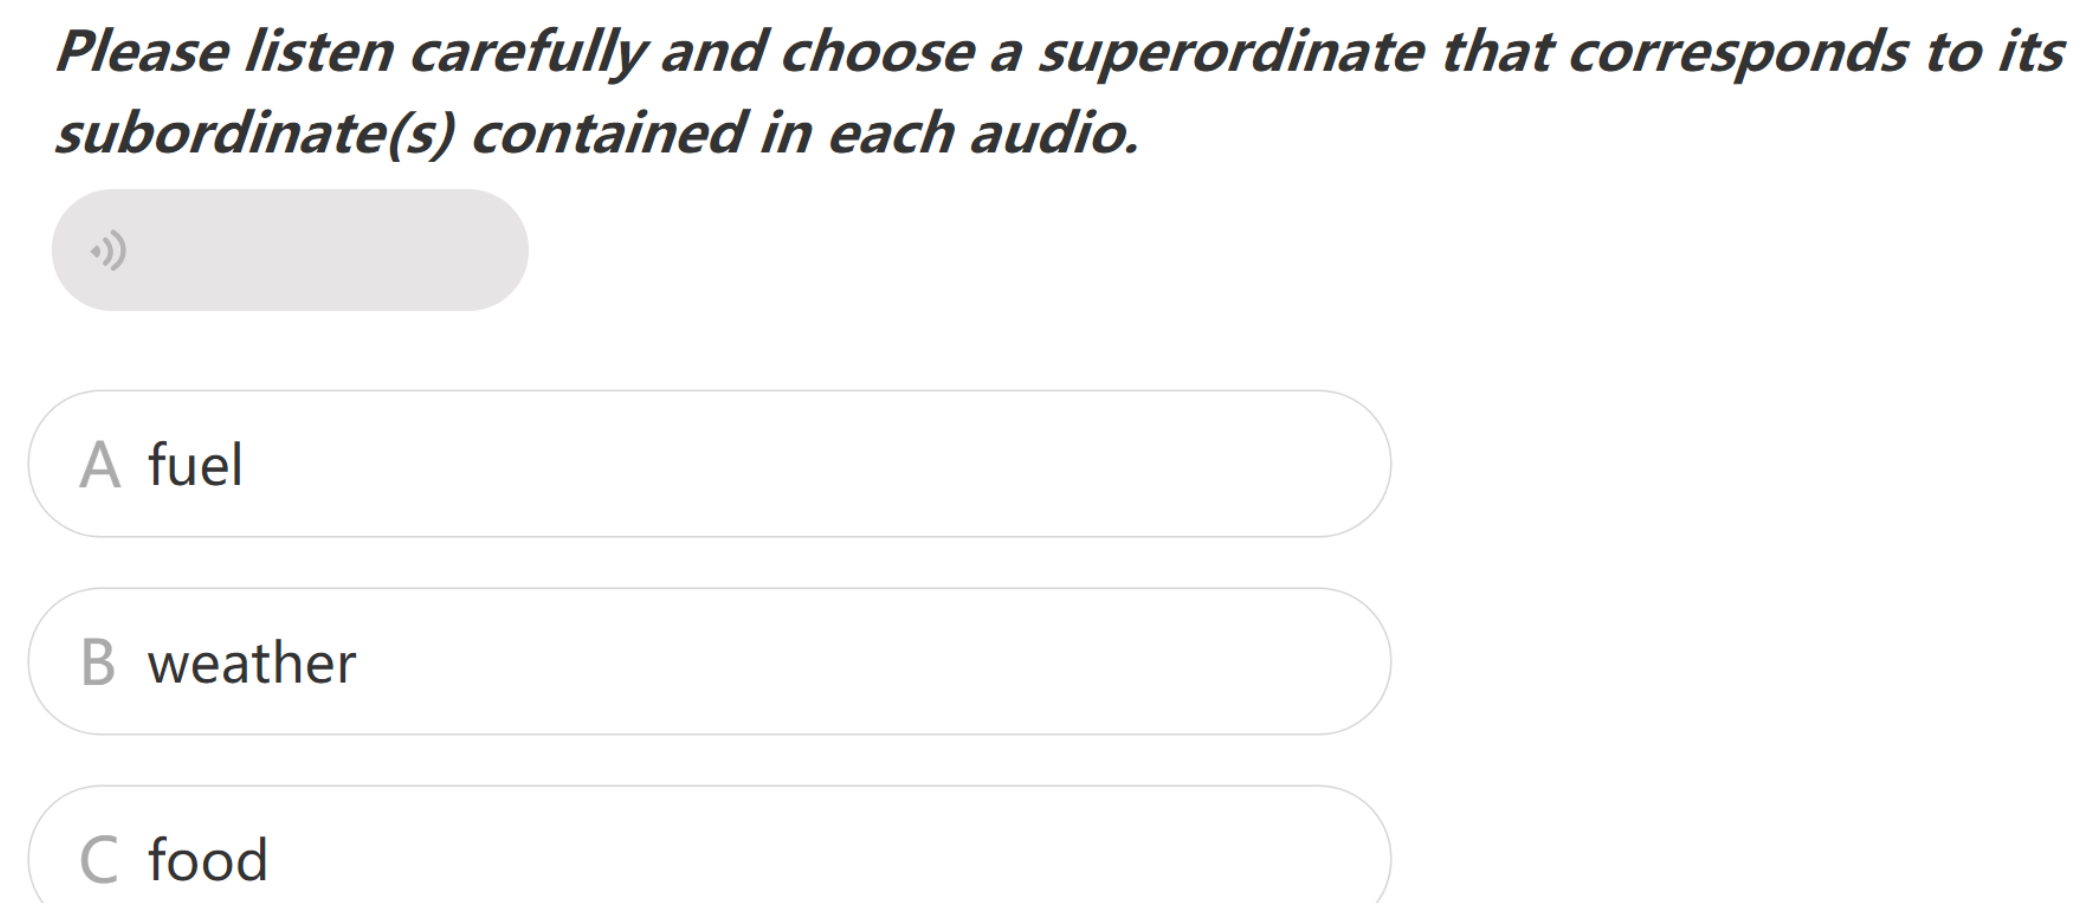 Please listen carefully and choose a superordinate that corresponds to its
subordinate(s) contained in each audio.
A fuel
B weather
C food